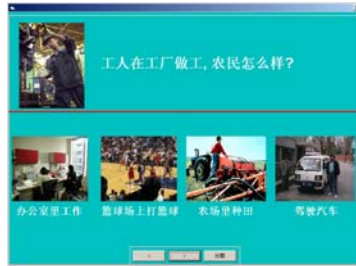 工人在工厂做工,农民怎么样?
办公室里工作
篮球场上打篮球
农场里种田
驾驶汽车